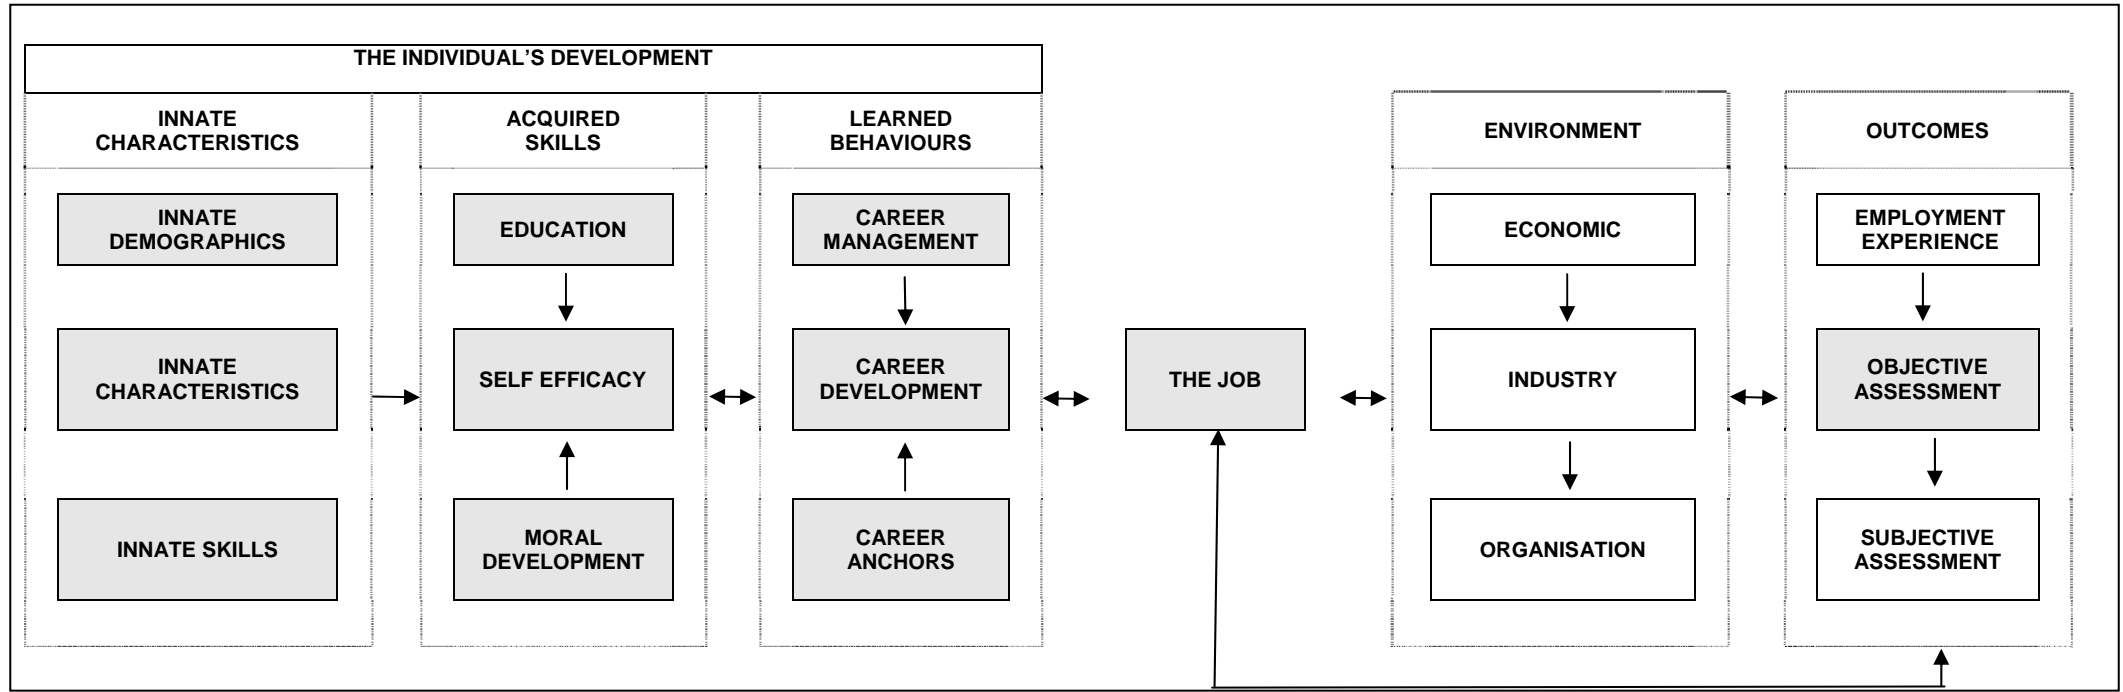 THE INDIVIDUAL'S DEVELOPMENT
INNATE
CHARACTERISTICS
INNATE
DEMOGRAPHICS
INNATE
CHARACTERISTICS
INNATE SKILLS
ACQUIRED
SKILLS
EDUCATION
SELF EFFICACY
MORAL
DEVELOPMENT
LEARNED
BEHAVIOURS
CAREER
MANAGEMENT
CAREER
DEVELOPMENT
CAREER
ANCHORS
THE JOB
ENVIRONMENT
ECONOMIC
INDUSTRY
ORGANISATION
OUTCOMES
EMPLOYMENT
EXPERIENCE
OBJECTIVE
ASSESSMENT
SUBJECTIVE
ASSESSMENT